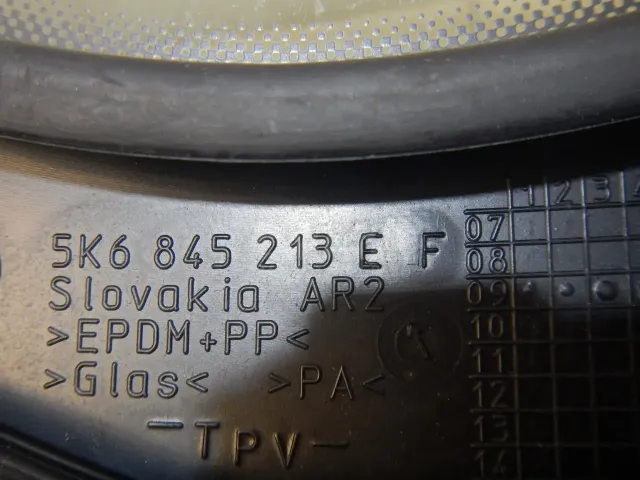 5K6 845 213 E F
Slovakia AR2
>EPDM+PP<
>Glas< >PA<
TPV
1 2 3
07
08
09
10
11
12
13
14